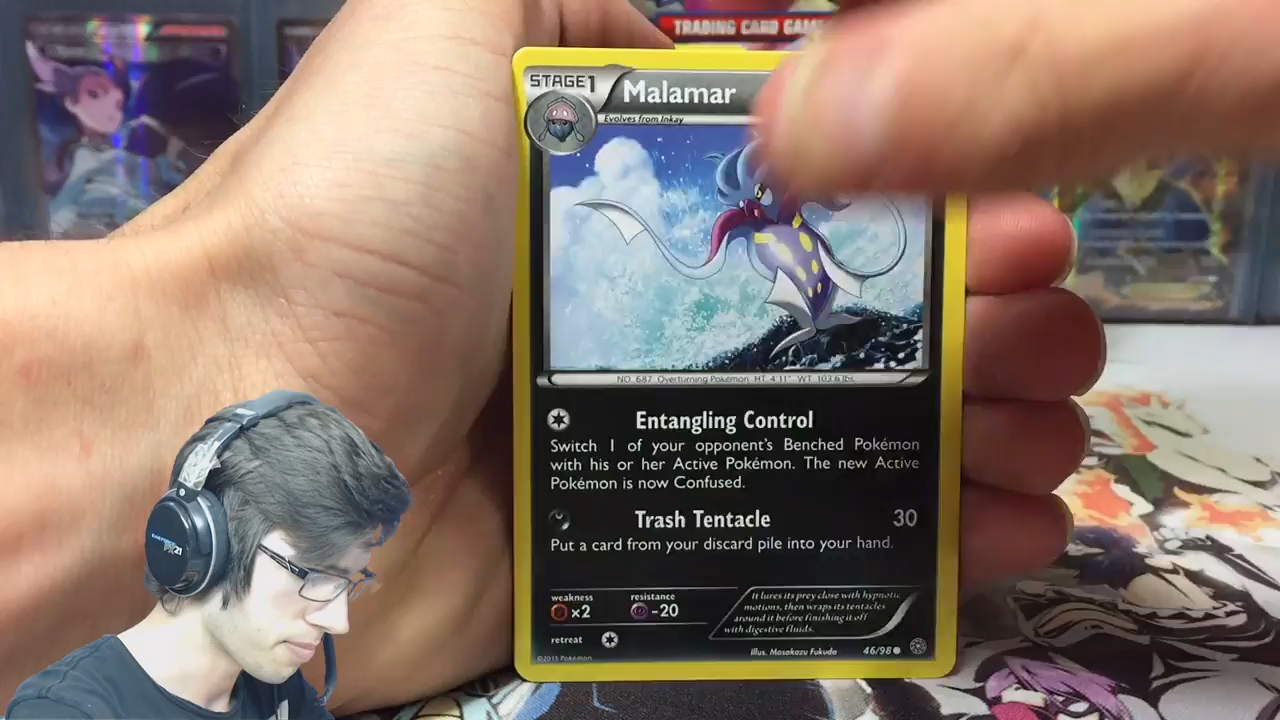 TRADING CARD GAME
STAGE1
Malamar
Evolves from Inkay
NO. 687 Overturning Pokémon HT 4'11" WT 103.6 lbs.
Entangling Control
Switch 1 of your opponent's Benched Pokémon
with his or her Active Pokémon. The new Active
Pokémon is now Confused.
Trash Tentacle 30
Put a card from your discard pile into your hand.
weakness resistance
x2 -20
It lures its prey close with hypnotic
motions, then wraps its tentacles
around it before finishing it off
with digestive fluids.
retreat
©2015 Pokémon
Illus. Masakazu Fukuda 46/98